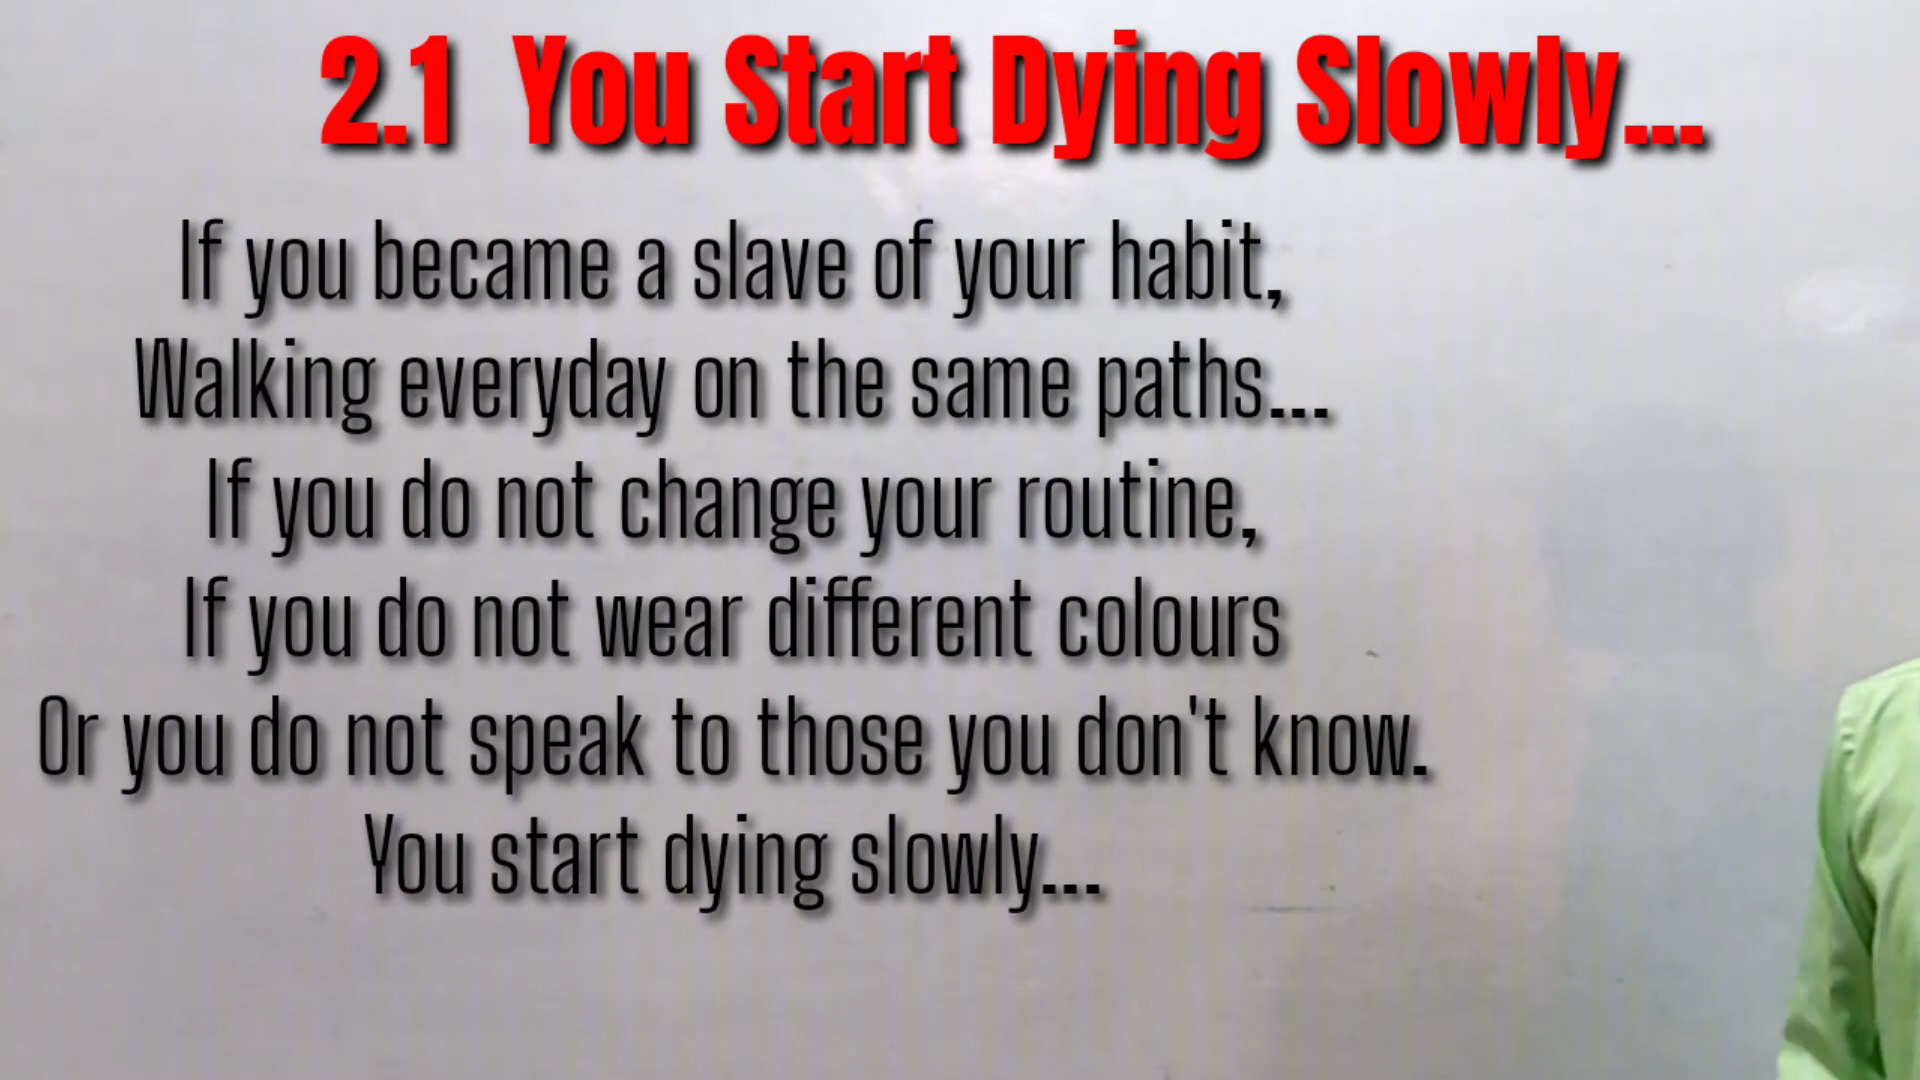 2.1 You Start Dying Slowly...
If you became a slave of your habit,
Walking everyday on the same paths...
If you do not change your routine,
If you do not wear different colours
Or you do not speak to those you don't know.
You start dying slowly...